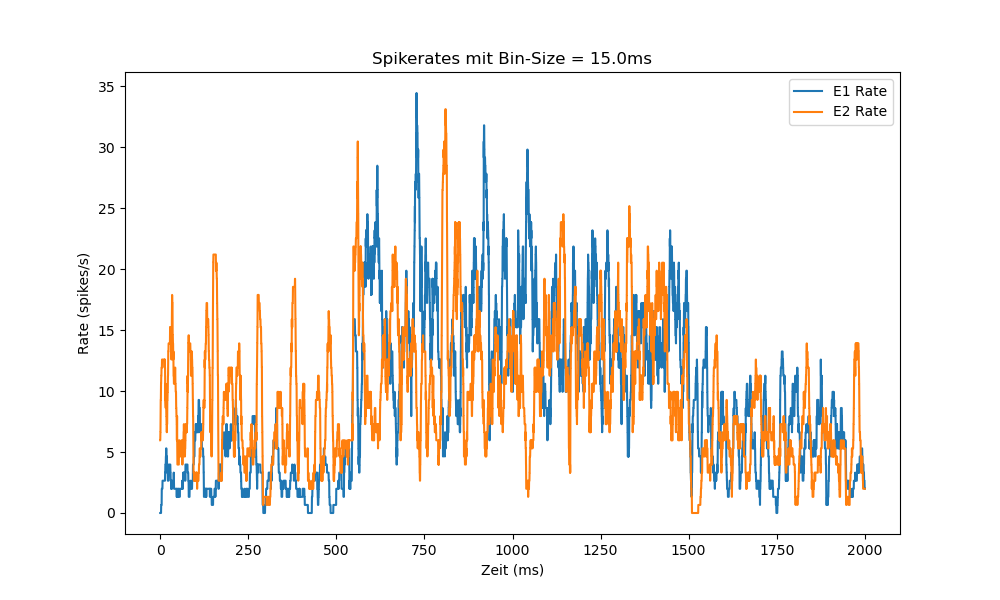 Spikerates mit Bin-Size = 15.0ms
E1 Rate
E2 Rate
35
30
25
20
15
10
5
0
Rate (spikes/s)
0 250 500 750 1000 1250 1500 1750 2000
Zeit (ms)